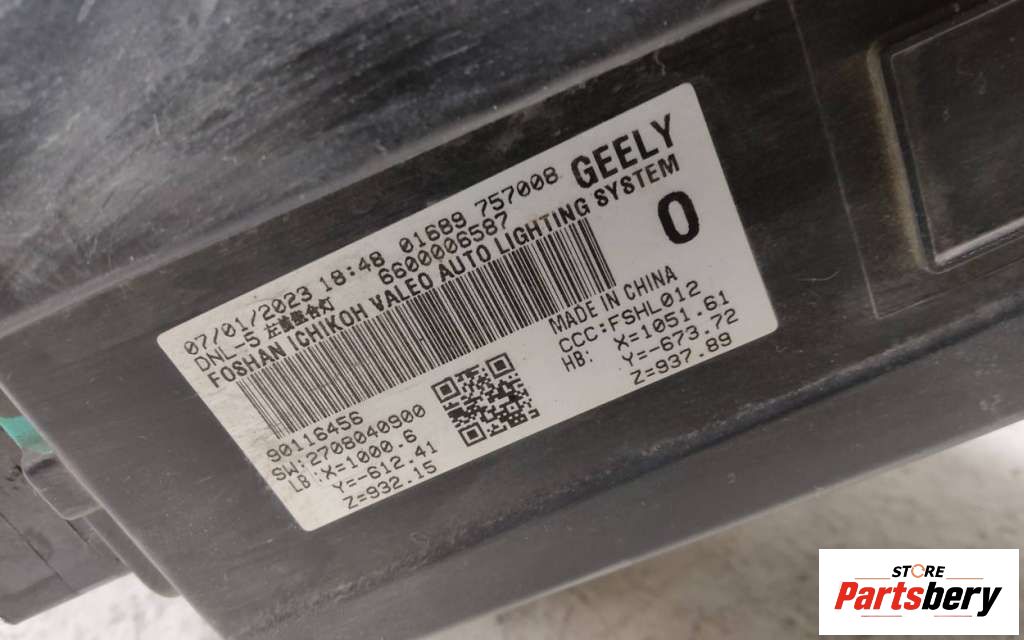 07/01/2023 18:48 01689 757008 GEELY
DNL-5左前组合灯 6600006587
FOSHAN ICHIKOH VALEO AUTO LIGHTING SYSTEM
0
MADE IN CHINA
90116456
CCC:FSHL012
SW:2708040900
HB: X=1051.61
Y=-673.72
Z=937.89
LB: X=1000.6
Y=-612.41
Z=932.15
STORE
Partsbery